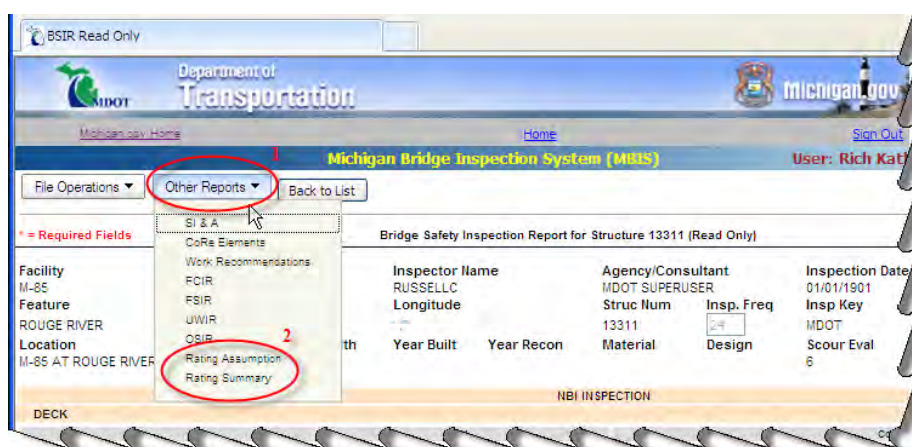 BSIR Read Only
MDOT
Department of
Transportation
Michigan.gov
Michigan.gov Home Home Sign Out
1
Michigan Bridge Inspection System (MBIS) User: Rich Kat
File Operations ▼ Other Reports ▼ Back to List
SI & A
CoRe Elements
Work Recommendations
FCIR
FSIR
UWIR
OSIR
2
Rating Assumption
Rating Summary
* = Required Fields Bridge Safety Inspection Report for Structure 13311 (Read Only)
Facility Inspector Name Agency/Consultant Inspection Date
M-85 RUSSELLC MDOT SUPERUSER 01/01/1901
Feature Longitude Struc Num Insp. Freq Insp Key
ROUGE RIVER 13311 24 MDOT
Location th Year Built Year Recon Material Design Scour Eval
M-85 AT ROUGE RIVER 6
NBI INSPECTION
DECK